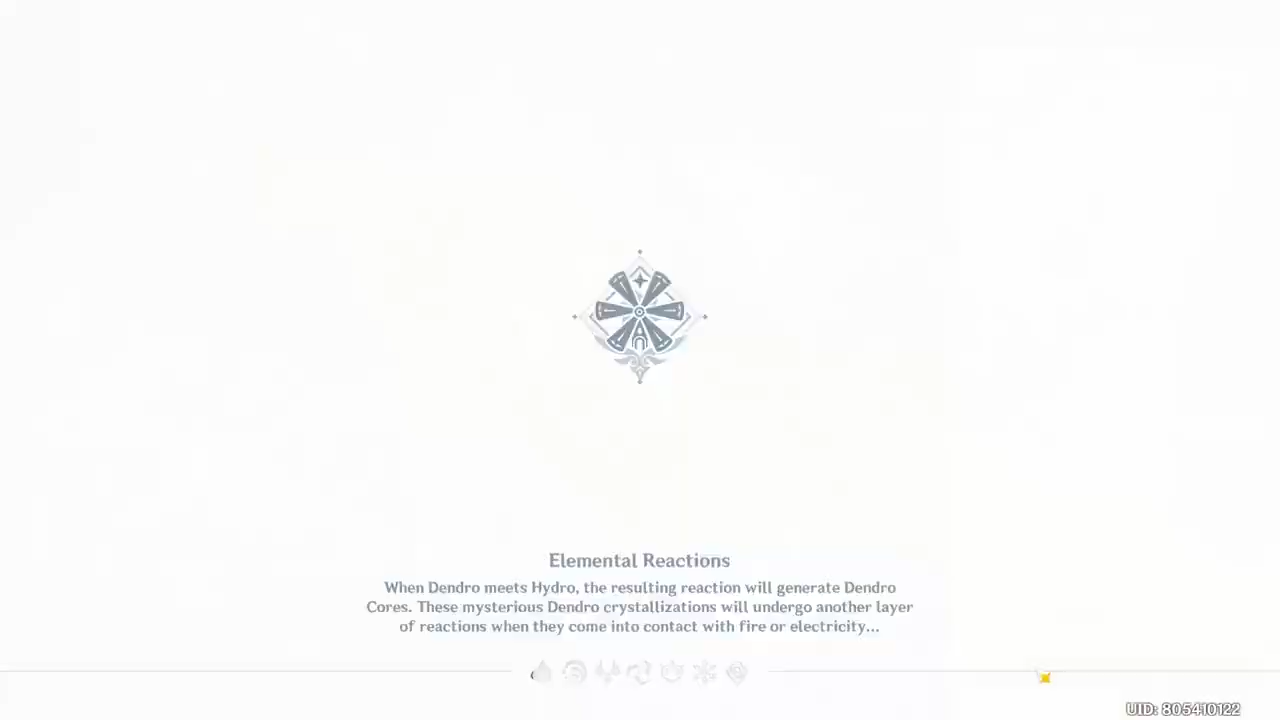 Elemental Reactions
When Dendro meets Hydro, the resulting reaction will generate Dendro
Cores. These mysterious Dendro crystallizations will undergo another layer
of reactions when they come into contact with fire or electricity...
UID: 805410122